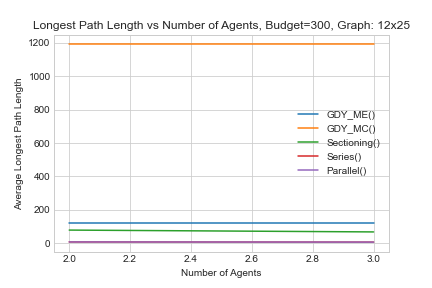 Longest Path Length vs Number of Agents, Budget=300, Graph: 12x25
1200
1000
800
600
400
200
0
Average Longest Path Length
GDY_ME()
GDY_MC()
Sectioning()
Series()
Parallel()
2.0 2.2 2.4 2.6 2.8 3.0
Number of Agents